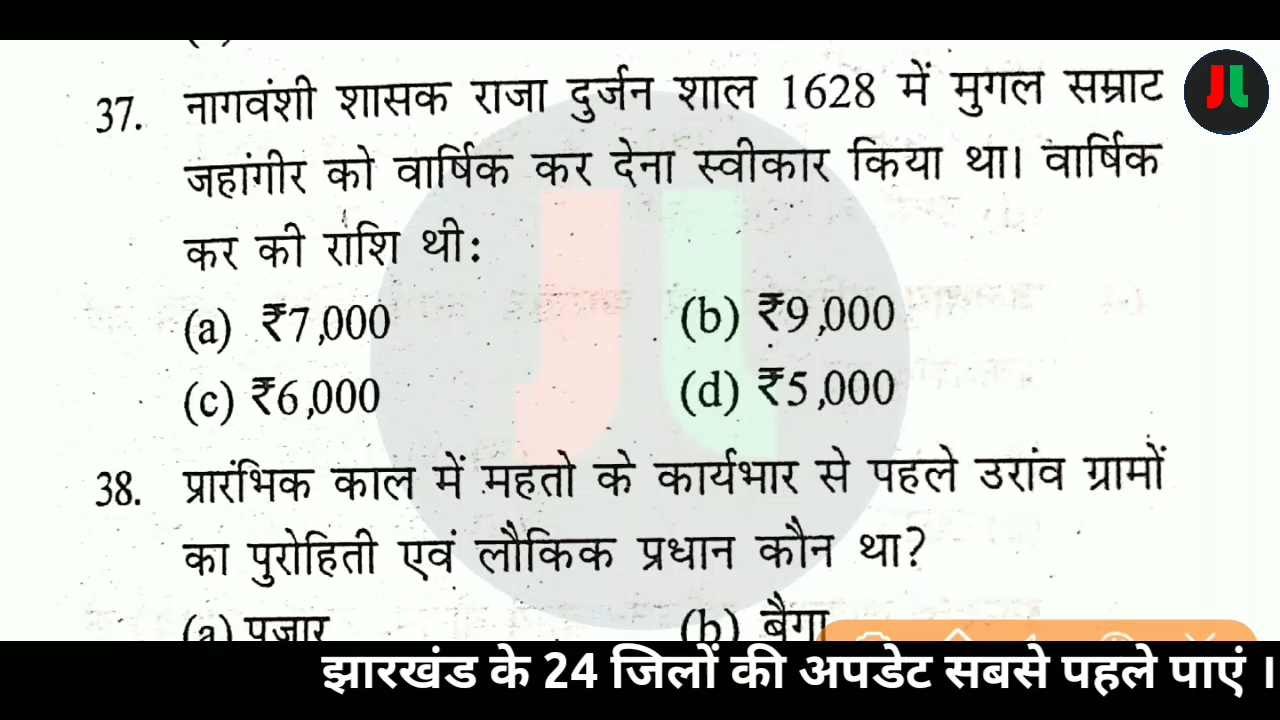 JL
37. नागवंशी शासक राजा दुर्जन शाल 1628 में मुगल सम्राट
जहांगीर को वार्षिक कर देना स्वीकार किया था। वार्षिक
कर की राशि थी:
(a) ₹7,000 (b) ₹9,000
(c) ₹6,000 (d) ₹5,000
38. प्रारंभिक काल में महतो के कार्यभार से पहले उरांव ग्रामों
का पुरोहिती एवं लौकिक प्रधान कौन था?
(a) पुजार (b) बैगा
झारखंड के 24 जिलों की अपडेट सबसे पहले पाएं ।